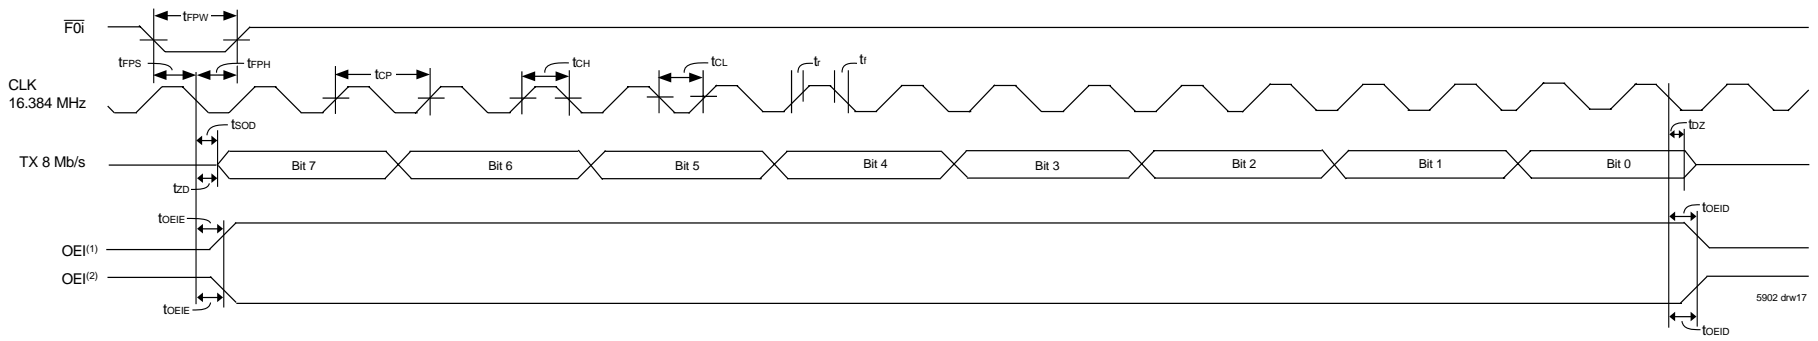 F0i
tFPW
tFPS
tFPH
CLK
16.384 MHz
tCP
tCH
tCL
tr
tf
tSOD
tDZ
TX 8 Mb/s
Bit 7
Bit 6
Bit 5
Bit 4
Bit 3
Bit 2
Bit 1
Bit 0
tZD
tOEIE
tOEID
OEI(1)
OEI(2)
tOEIE
tOEID
5902 drw17